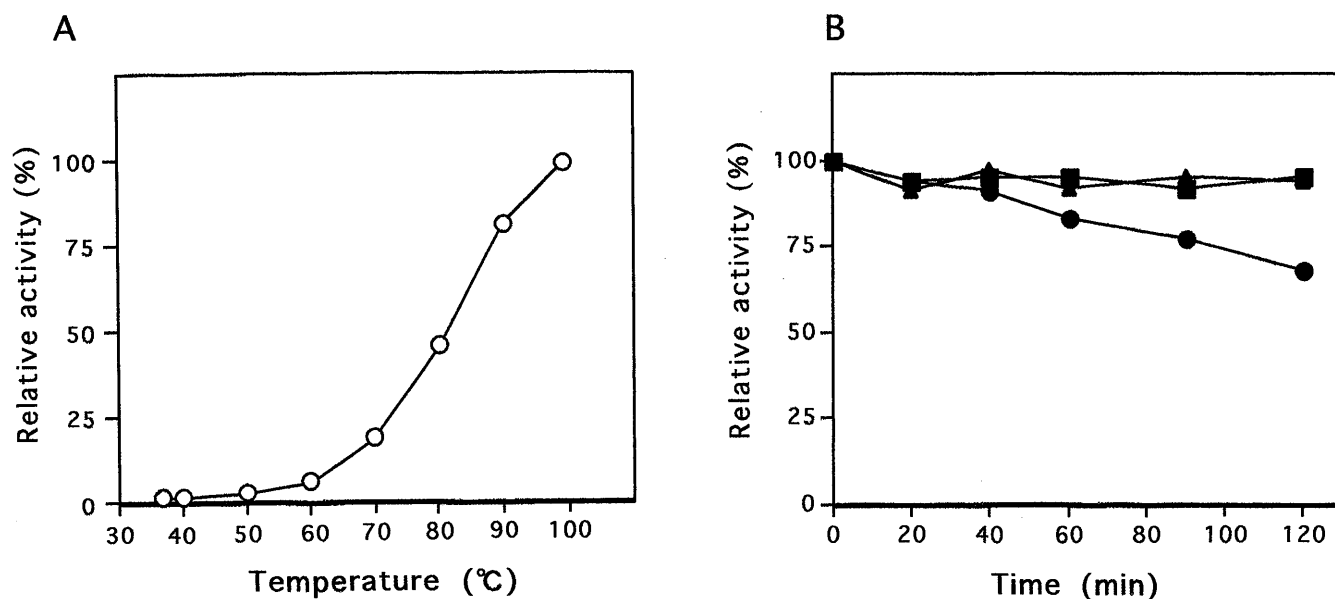 A
Relative activity (%)
100
75
50
25
0
30 40 50 60 70 80 90 100
Temperature (℃)
B
Relative activity (%)
100
75
50
25
0
0 20 40 60 80 100 120
Time (min)